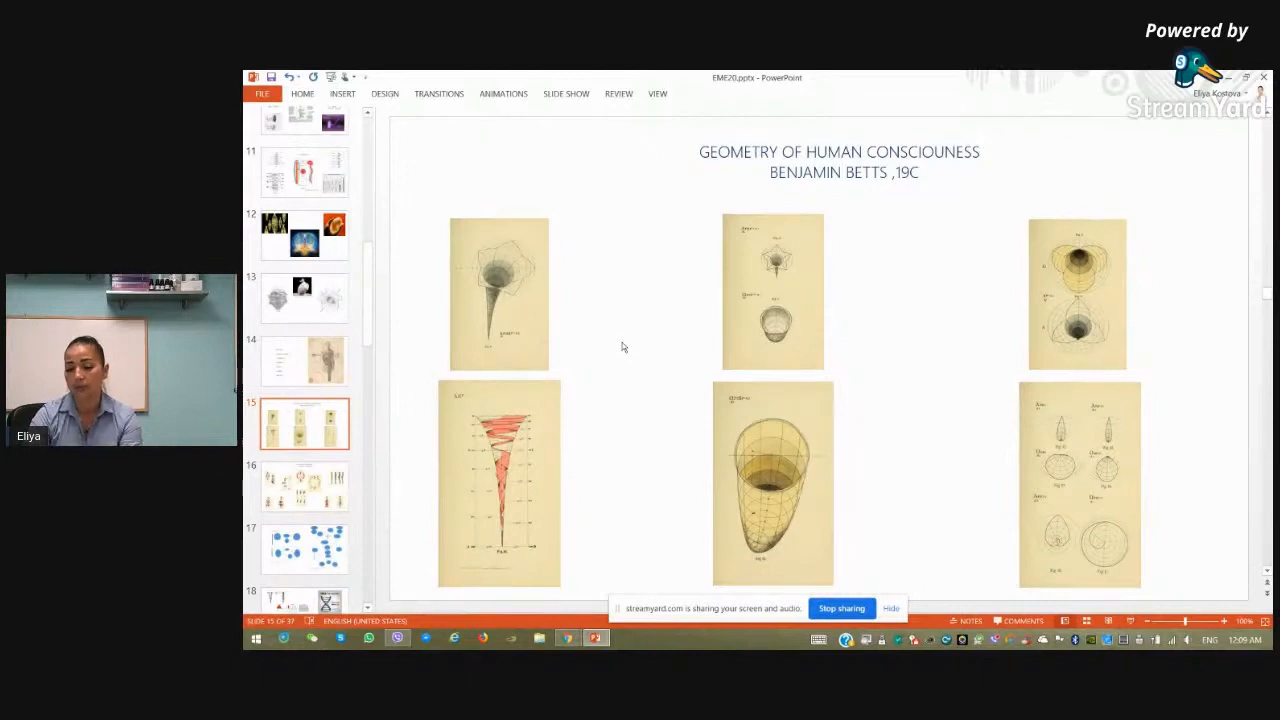 Powered by
StreamYard
EME20.pptx - PowerPoint
FILE HOME INSERT DESIGN TRANSITIONS ANIMATIONS SLIDE SHOW REVIEW VIEW
Eliya Kostova
11
12
13
14
15
16
17
18
GEOMETRY OF HUMAN CONSCIOUNESS
BENJAMIN BETTS ,19C
Eliya
streamyard.com is sharing your screen and audio.
Stop sharing
Hide
SLIDE 15 OF 37
ENGLISH (UNITED STATES)
NOTES
COMMENTS
100%
ENG
12:09 AM